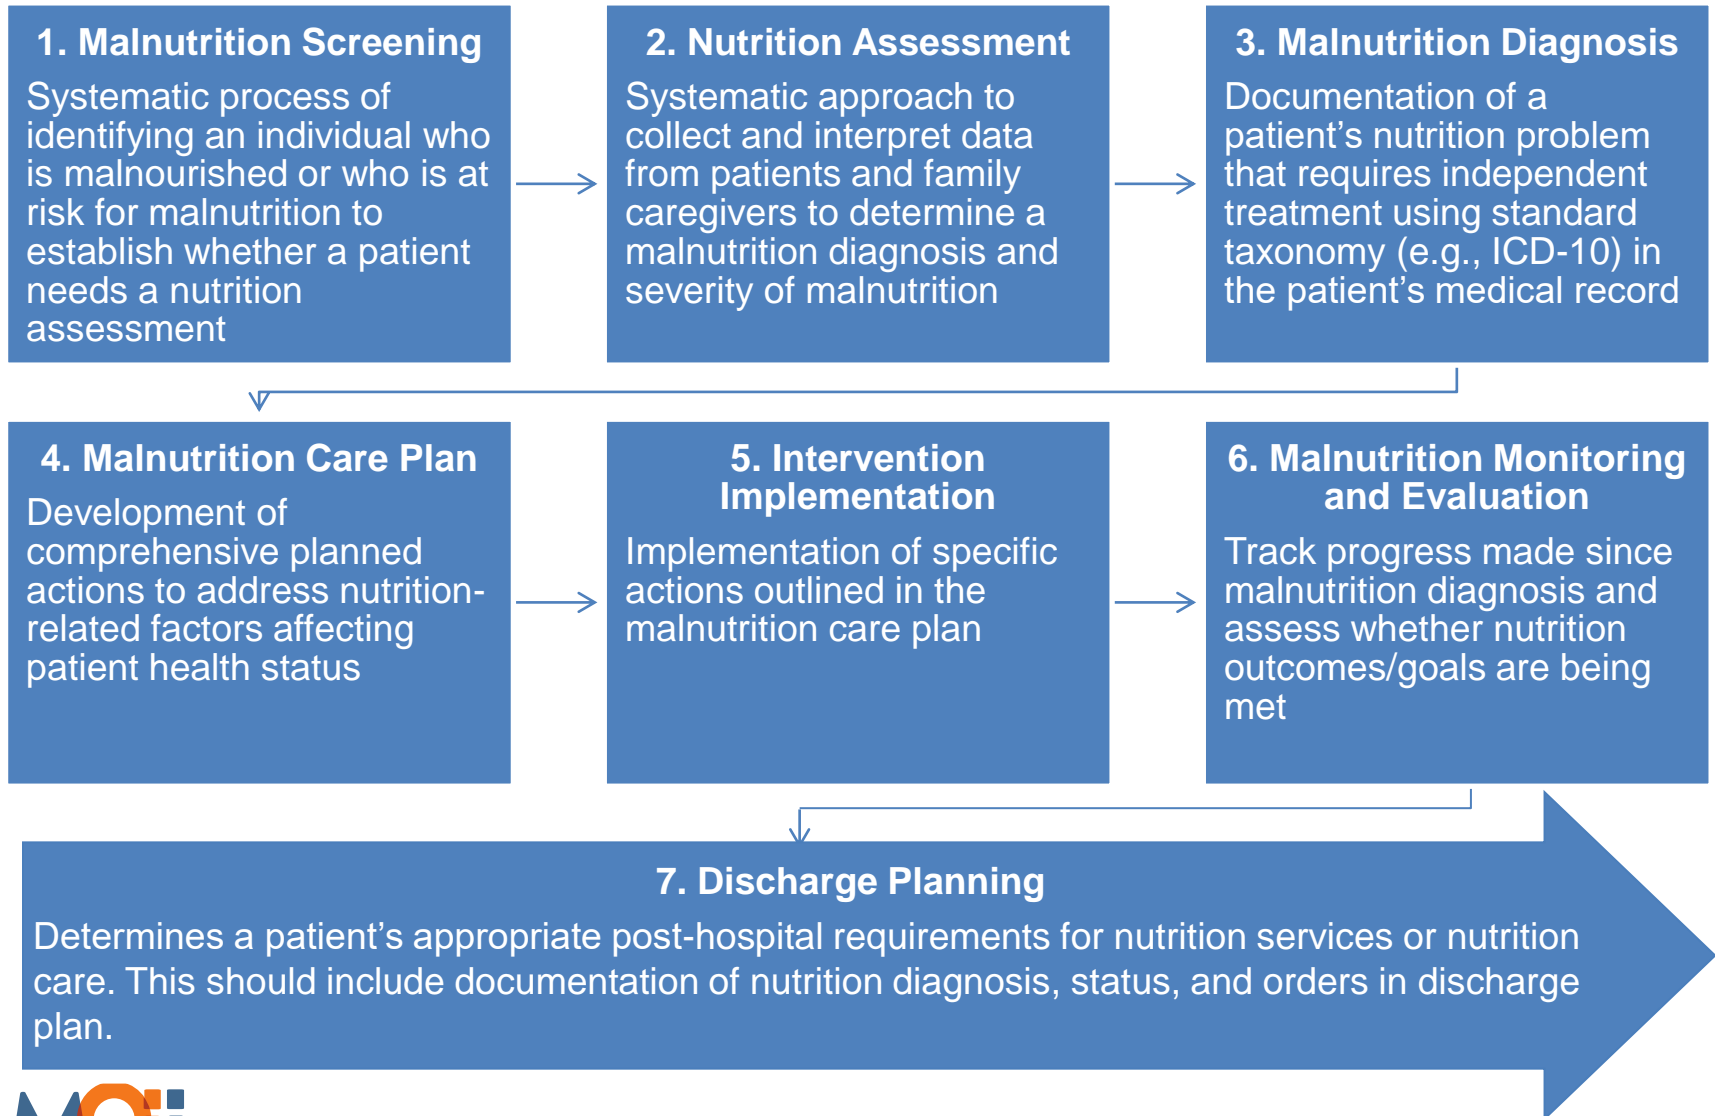 1. Malnutrition Screening
Systematic process of
identifying an individual who
is malnourished or who is at
risk for malnutrition to
establish whether a patient
needs a nutrition
assessment
2. Nutrition Assessment
Systematic approach to
collect and interpret data
from patients and family
caregivers to determine a
malnutrition diagnosis and
severity of malnutrition
3. Malnutrition Diagnosis
Documentation of a
patient’s nutrition problem
that requires independent
treatment using standard
taxonomy (e.g., ICD-10) in
the patient’s medical record
4. Malnutrition Care Plan
Development of
comprehensive planned
actions to address nutrition-
related factors affecting
patient health status
5. Intervention
Implementation
Implementation of specific
actions outlined in the
malnutrition care plan
6. Malnutrition Monitoring
and Evaluation
Track progress made since
malnutrition diagnosis and
assess whether nutrition
outcomes/goals are being
met
7. Discharge Planning
Determines a patient’s appropriate post-hospital requirements for nutrition services or nutrition
care. This should include documentation of nutrition diagnosis, status, and orders in discharge
plan.